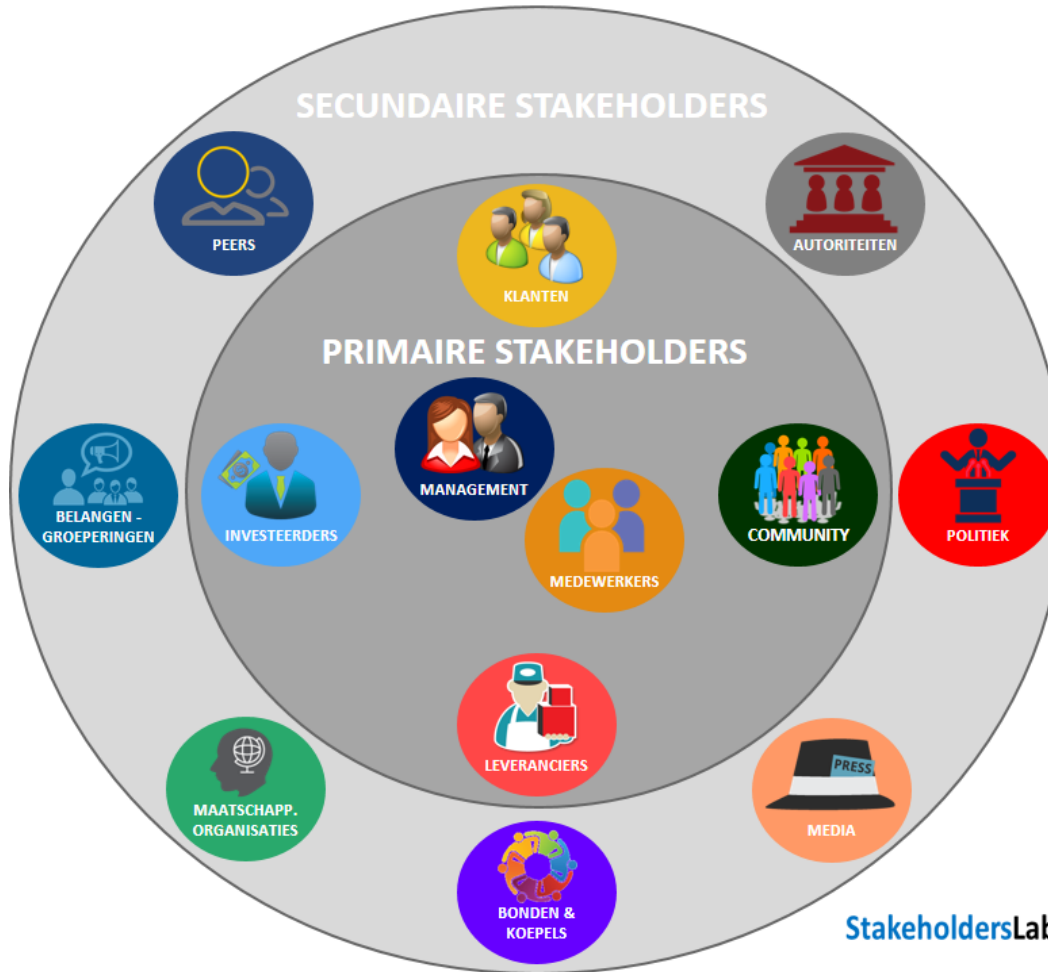 SECUNDAIRE STAKEHOLDERS
PEERS
AUTORITEITEN
KLANTEN
PRIMAIRE STAKEHOLDERS
MANAGEMENT
BELANGEN -
GROEPERINGEN
INVESTEERDERS
COMMUNITY
POLITIEK
MEDEWERKERS
LEVERANCIERS
PRESS
MAATSCHAPP.
ORGANISATIES
MEDIA
BONDEN &
KOEPELS
StakeholdersLab